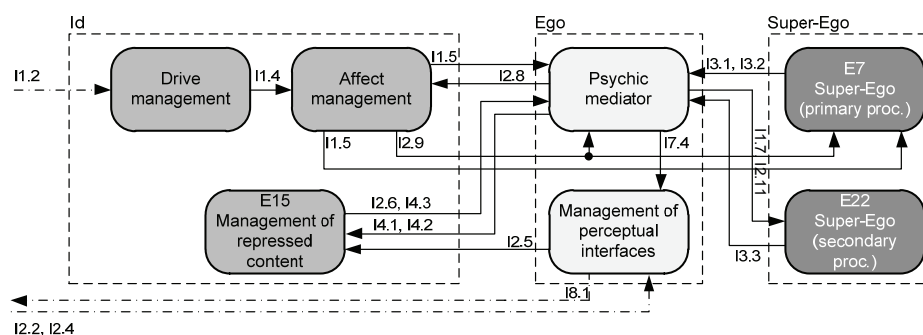 Id
Ego
Super-Ego
I1.2
Drive
management
I1.4
Affect
management
I1.5
I2.8
Psychic
mediator
I3.1, I3.2
E7
Super-Ego
(primary proc.)
I1.5
I2.9
I7.4
I1.7
I2.11
E15
Management of
repressed
content
I2.6, I4.3
I4.1, I4.2
I2.5
Management of
perceptual
interfaces
E22
Super-Ego
(secondary
proc.)
I3.3
I8.1
I2.2, I2.4